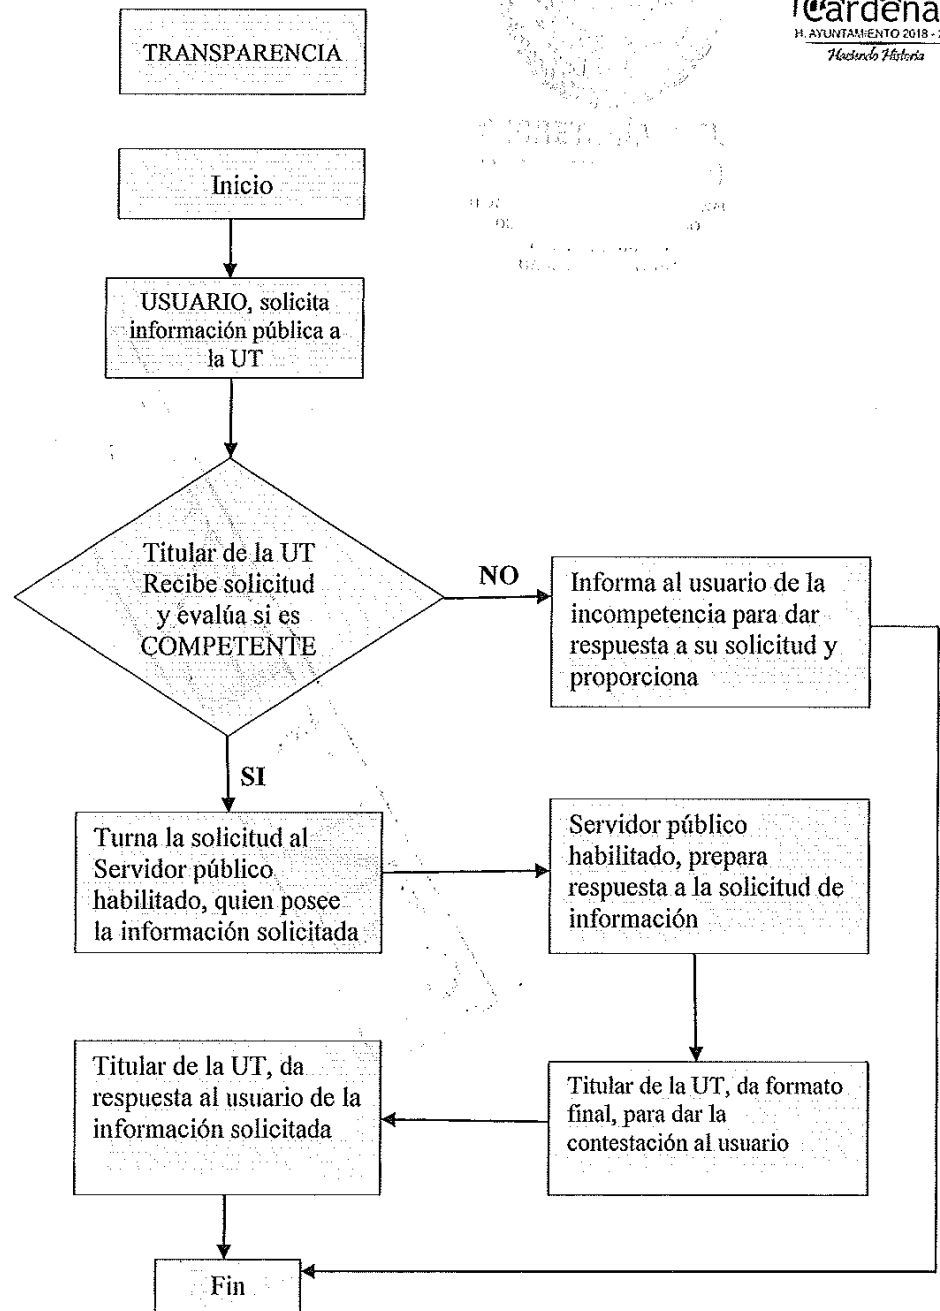 TRANSPARENCIA
Cárdena
H. AYUNTAMIENTO 2018 - 2
Haciendo Historia
Inicio
USUARIO, solicita
información pública a
la UT
Titular de la UT
Recibe solicitud
y evalúa si es
COMPETENTE
NO
Informa al usuario de la
incompetencia para dar
respuesta a su solicitud y
proporciona
SI
Turna la solicitud al
Servidor público
habilitado, quien posee
la información solicitada
Servidor público
habilitado, prepara
respuesta a la solicitud de
información
Titular de la UT, da
respuesta al usuario de la
información solicitada
Titular de la UT, da formato
final, para dar la
contestación al usuario
Fin